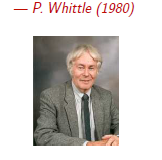 — P. Whittle (1980)